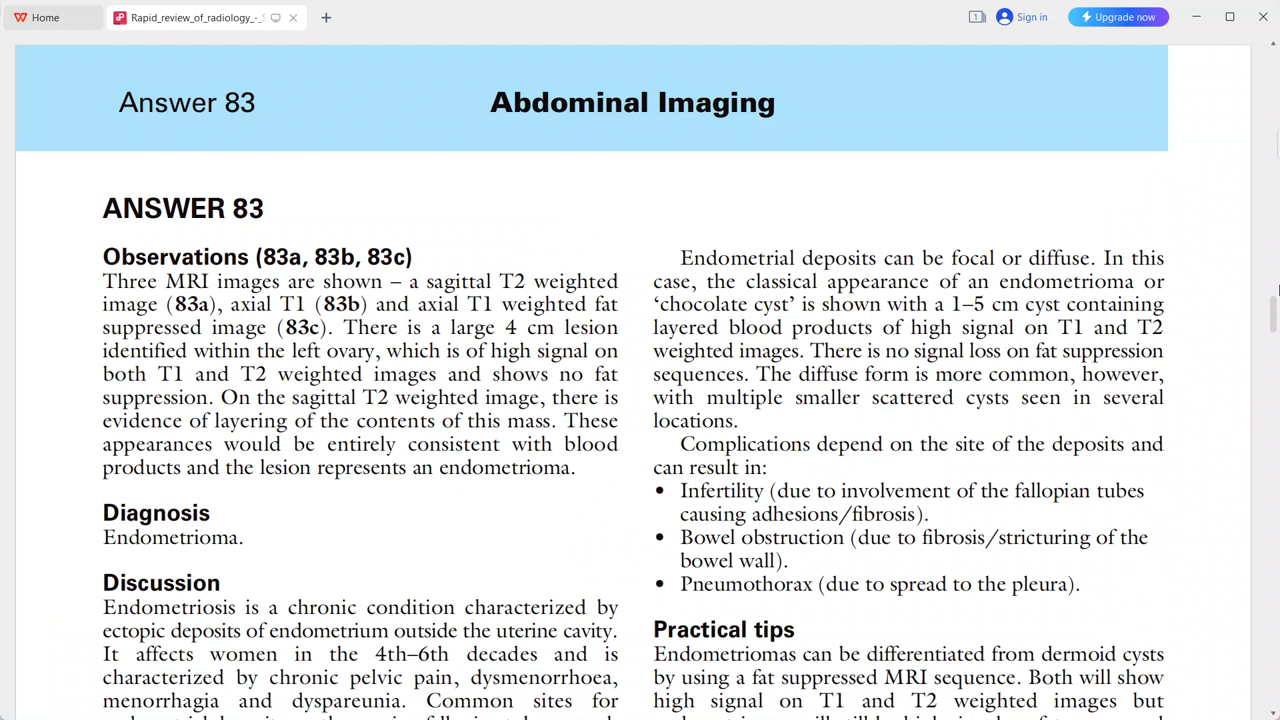 Home
Rapid_review_of_radiology_-_S
Sign in
Upgrade now
Answer 83
Abdominal Imaging
ANSWER 83
Observations (83a, 83b, 83c)
Three MRI images are shown – a sagittal T2 weighted
image (83a), axial T1 (83b) and axial T1 weighted fat
suppressed image (83c). There is a large 4 cm lesion
identified within the left ovary, which is of high signal on
both T1 and T2 weighted images and shows no fat
suppression. On the sagittal T2 weighted image, there is
evidence of layering of the contents of this mass. These
appearances would be entirely consistent with blood
products and the lesion represents an endometrioma.
Diagnosis
Endometrioma.
Discussion
Endometriosis is a chronic condition characterized by
ectopic deposits of endometrium outside the uterine cavity.
It affects women in the 4th–6th decades and is
characterized by chronic pelvic pain, dysmenorrhoea,
menorrhagia and dyspareunia. Common sites for
Endometrial deposits can be focal or diffuse. In this
case, the classical appearance of an endometrioma or
‘chocolate cyst’ is shown with a 1–5 cm cyst containing
layered blood products of high signal on T1 and T2
weighted images. There is no signal loss on fat suppression
sequences. The diffuse form is more common, however,
with multiple smaller scattered cysts seen in several
locations.
Complications depend on the site of the deposits and
can result in:
• Infertility (due to involvement of the fallopian tubes
causing adhesions/fibrosis).
• Bowel obstruction (due to fibrosis/stricturing of the
bowel wall).
• Pneumothorax (due to spread to the pleura).
Practical tips
Endometriomas can be differentiated from dermoid cysts
by using a fat suppressed MRI sequence. Both will show
high signal on T1 and T2 weighted images but